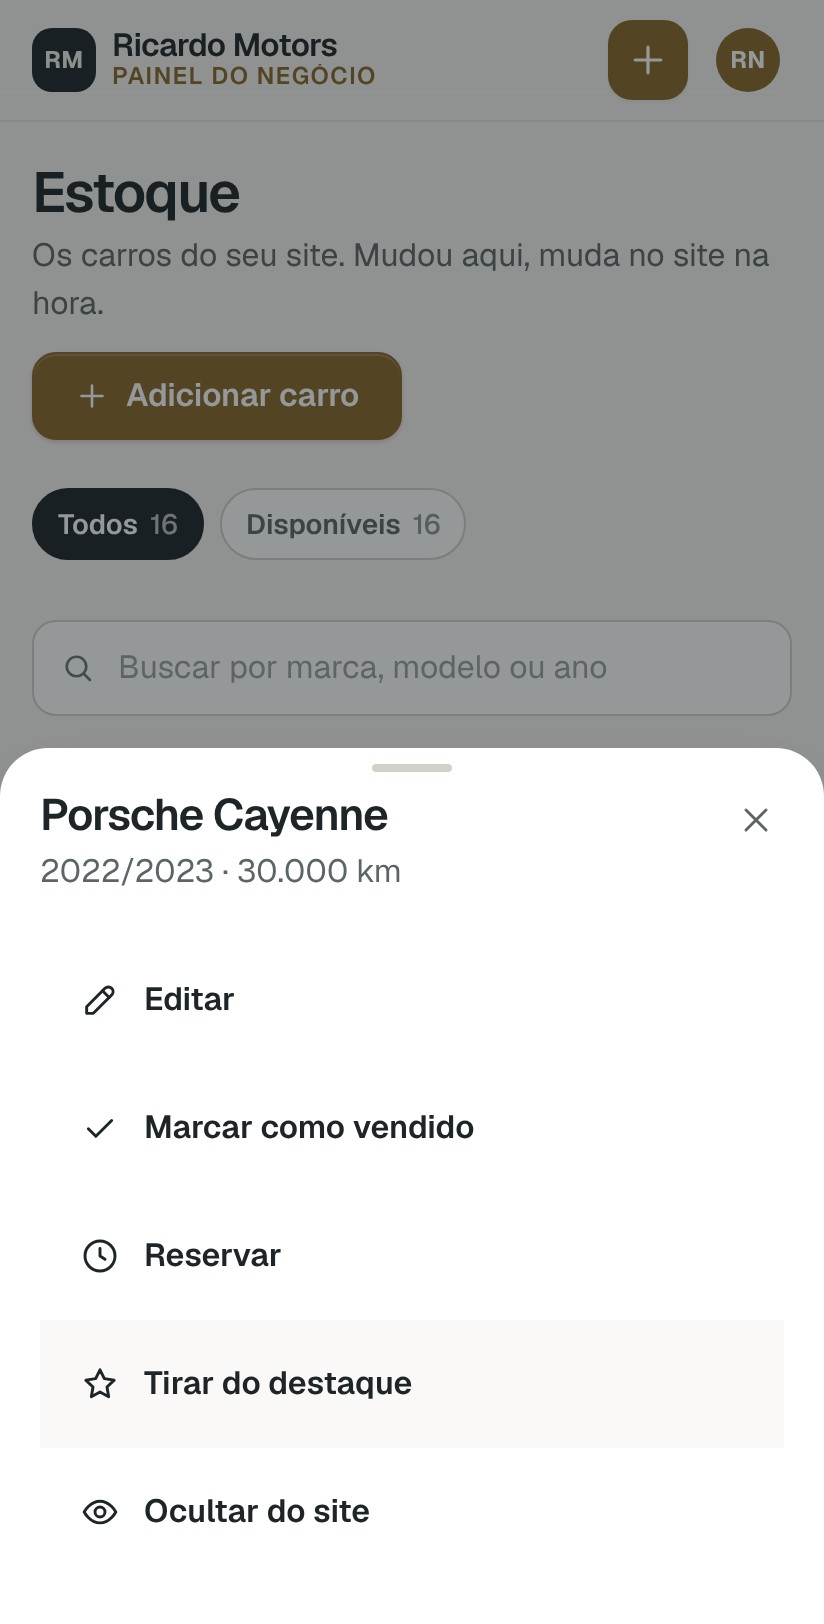 RM
Ricardo Motors
PAINEL DO NEGÓCIO
RN
Estoque
Os carros do seu site. Mudou aqui, muda no site na
hora.
Adicionar carro
Todos 16
Disponíveis 16
Buscar por marca, modelo ou ano
Porsche Cayenne
2022/2023 · 30.000 km
Editar
Marcar como vendido
Reservar
Tirar do destaque
Ocultar do site